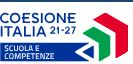 COESIONE
ITALIA 21-27
SCUOLA E
COMPETENZE